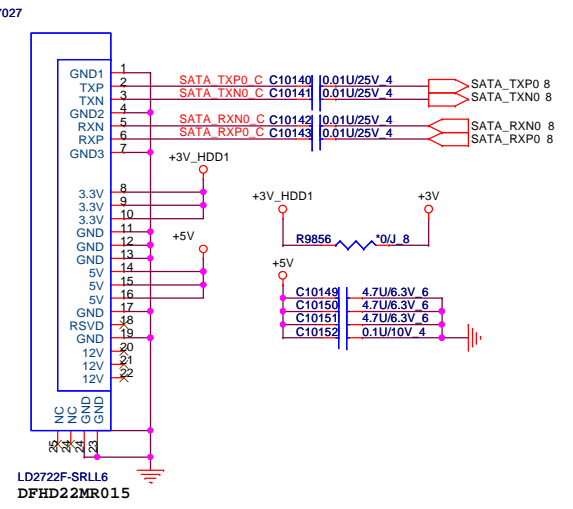 7027
GND1 1
TXP 2 SATA_TXP0_C C10140 0.01U/25V_4 SATA_TXP0 8
TXN 3 SATA_TXN0_C C10141 0.01U/25V_4 SATA_TXN0 8
GND2 4
RXN 5 SATA_RXN0_C C10142 0.01U/25V_4 SATA_RXN0 8
RXP 6 SATA_RXP0_C C10143 0.01U/25V_4 SATA_RXP0 8
GND3 7
+3V_HDD1
3.3V 8
3.3V 9
3.3V 10
+3V_HDD1 +3V
GND 11
GND 12
GND 13
+5V
R9856 *0/J_8
5V 14
5V 15
5V 16
+5V
GND 17
RSVD 18
GND 19
12V 20
12V 21
12V 22
C10149 4.7U/6.3V_6
C10150 4.7U/6.3V_6
C10151 4.7U/6.3V_6
C10152 0.1U/10V_4
NC NC GND GND
25 24 24 23
LD2722F-SRLL6
DFHD22MR015